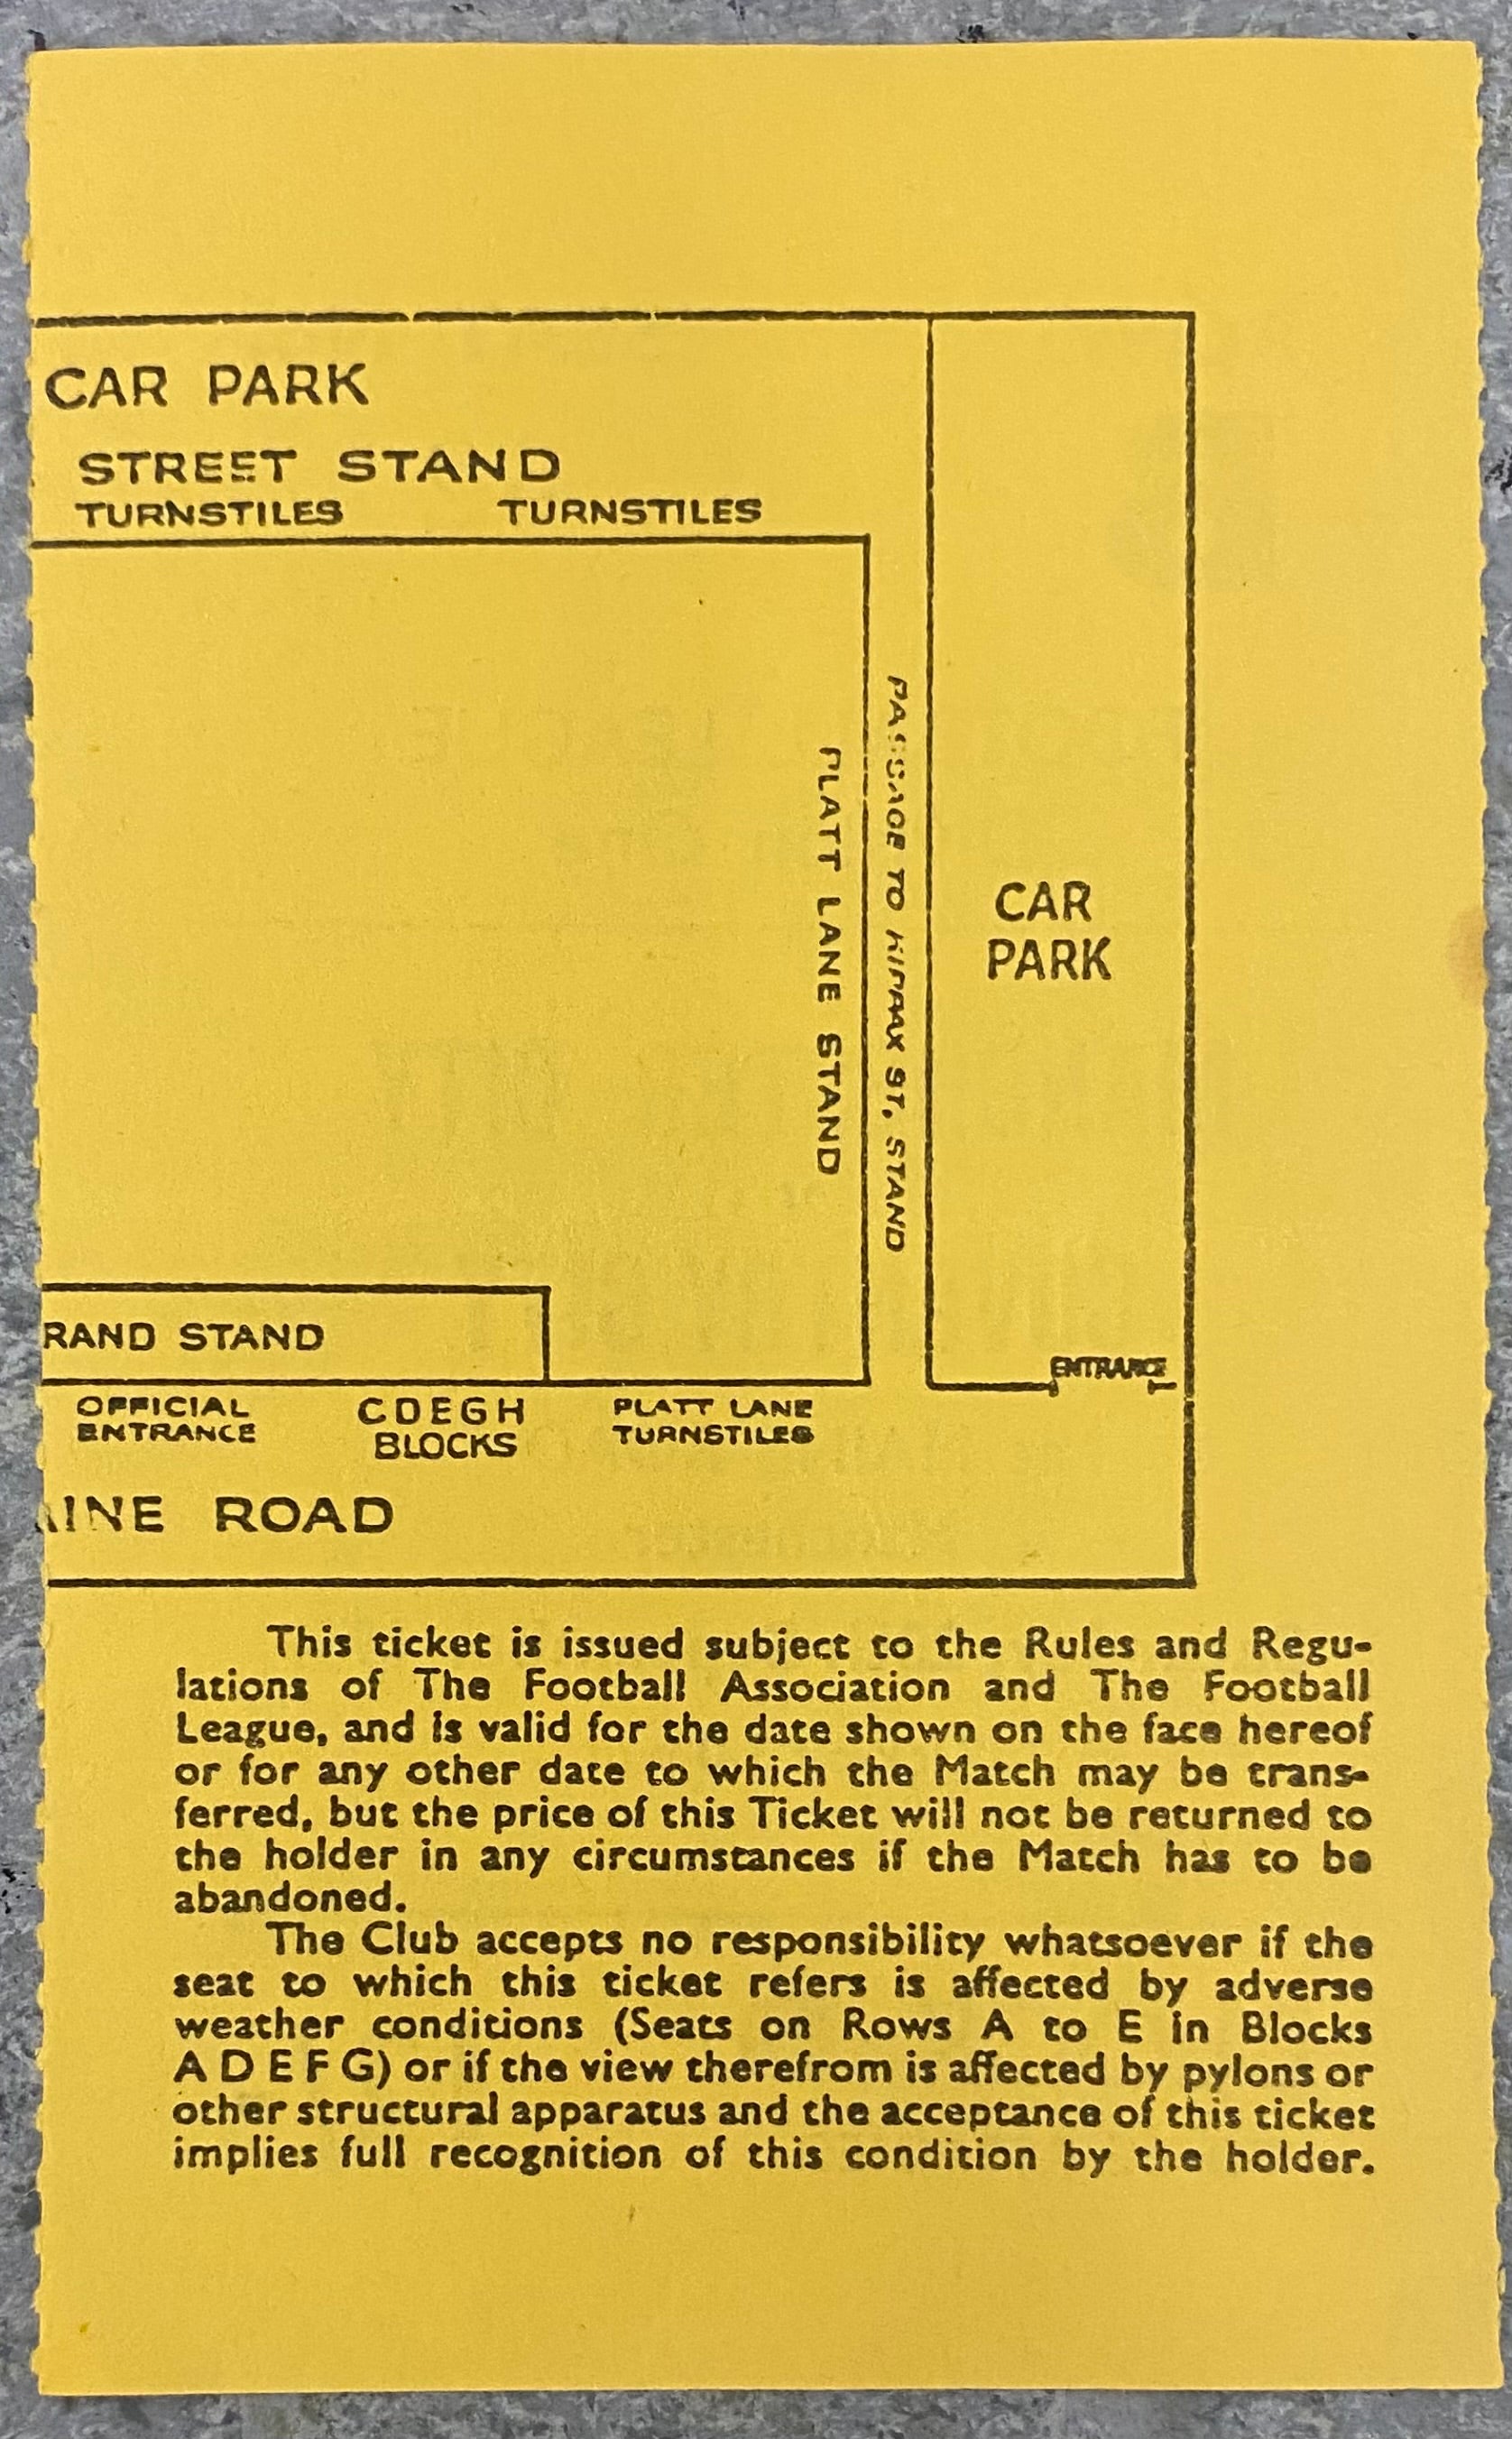 CAR PARK
STREET STAND
TURNSTILES TURNSTILES
PLATT LANE STAND
PASSAGE TO KIPPAX ST. STAND
CAR
PARK
RAND STAND
ENTRANCE
OFFICIAL
ENTRANCE
C D E G H
BLOCKS
PLATT LANE
TURNSTILES
AINE ROAD
This ticket is issued subject to the Rules and Regu-
lations of The Football Association and The Football
League, and is valid for the date shown on the face hereof
or for any other date to which the Match may be trans-
ferred, but the price of this Ticket will not be returned to
the holder in any circumstances if the Match has to be
abandoned.
The Club accepts no responsibility whatsoever if the
seat to which this ticket refers is affected by adverse
weather conditions (Seats on Rows A to E in Blocks
A D E F G) or if the view therefrom is affected by pylons or
other structural apparatus and the acceptance of this ticket
implies full recognition of this condition by the holder.